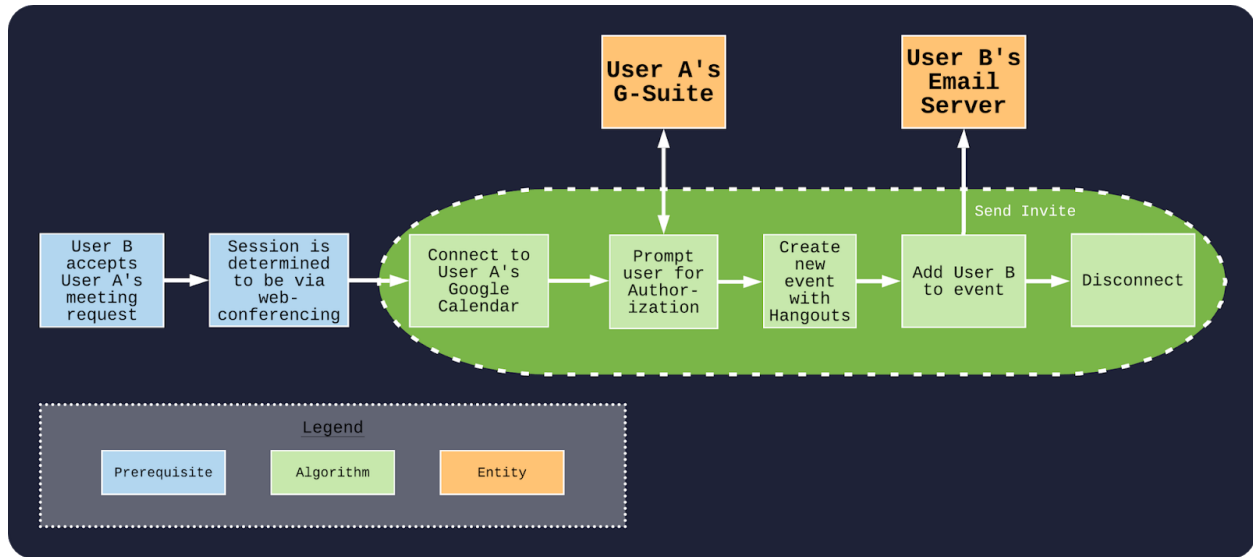 User A's
G-Suite
User B's
Email
Server
Send Invite
User B
accepts
User A's
meeting
request
Session is
determined
to be via
web-
conferencing
Connect to
User A's
Google
Calendar
Prompt
user for
Author-
ization
Create
new
event
with
Hangouts
Add User B
to event
Disconnect
Legend
Prerequisite
Algorithm
Entity